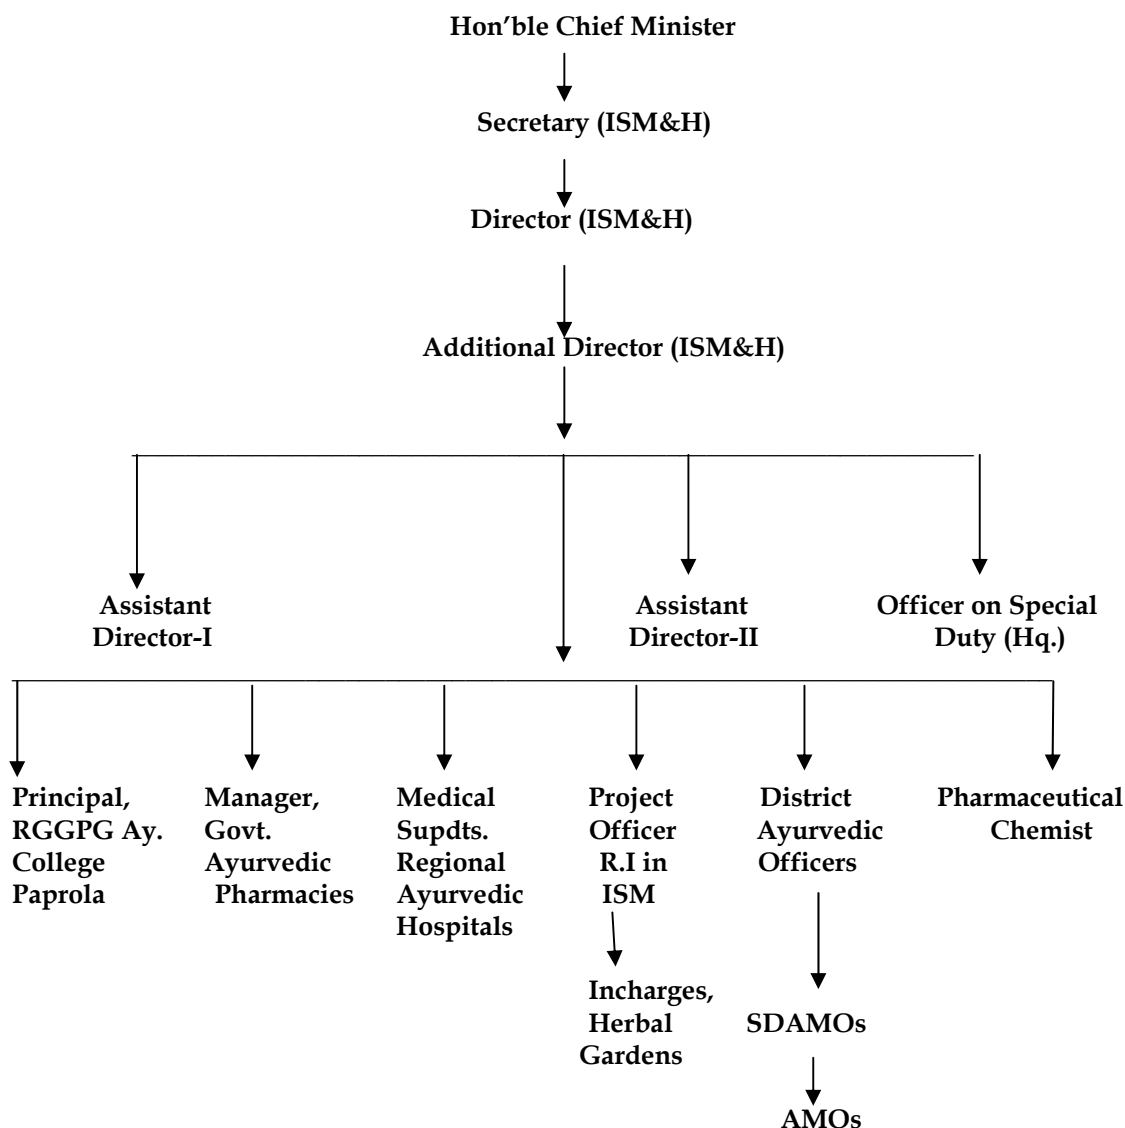 Hon’ble Chief Minister
Secretary (ISM&H)
Director (ISM&H)
Additional Director (ISM&H)
Assistant
Director-I
Assistant
Director-II
Officer on Special
Duty (Hq.)
Principal,
RGGPG Ay.
College
Paprola
Manager,
Govt.
Ayurvedic
Pharmacies
Medical
Supdts.
Regional
Ayurvedic
Hospitals
Project
Officer
R.I in
ISM
District
Ayurvedic
Officers
Pharmaceutical
Chemist
Incharges,
Herbal
Gardens
SDAMOs
AMOs